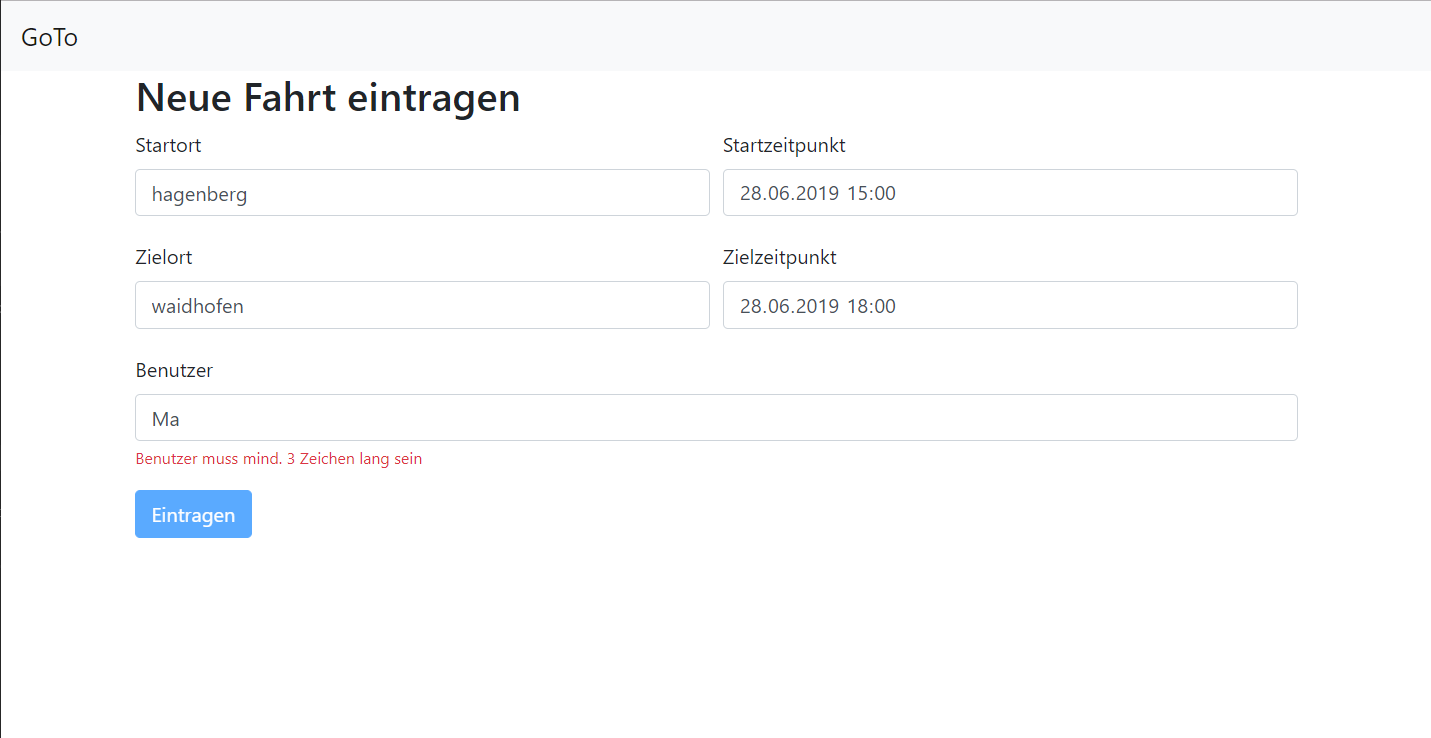 GoTo
Neue Fahrt eintragen
Startort
Startzeitpunkt
hagenberg
28.06.2019 15:00
Zielort
Zielzeitpunkt
waidhofen
28.06.2019 18:00
Benutzer
Ma
Benutzer muss mind. 3 Zeichen lang sein
Eintragen